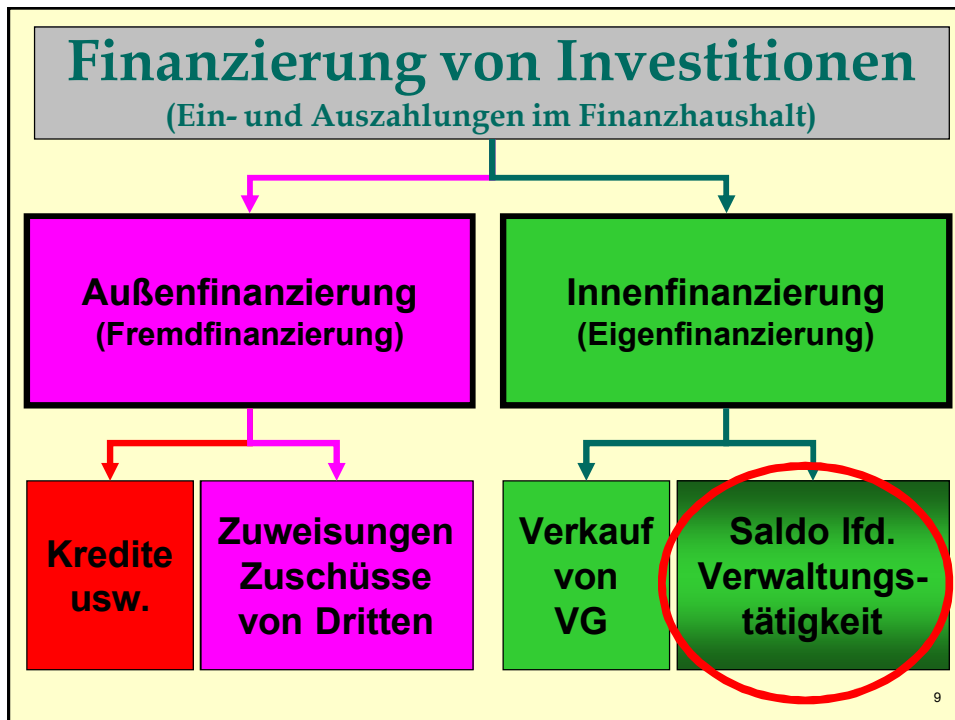 Finanzierung von Investitionen
(Ein- und Auszahlungen im Finanzhaushalt)
Außenfinanzierung
(Fremdfinanzierung)
Innenfinanzierung
(Eigenfinanzierung)
Kredite
usw.
Zuweisungen
Zuschüsse
von Dritten
Verkauf
von
VG
Saldo lfd.
Verwaltungs-
tätigkeit
9